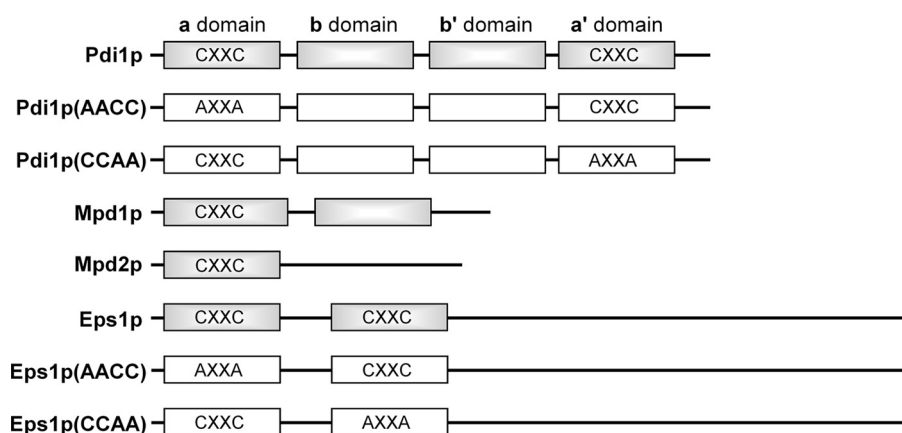 a domain b domain b' domain a' domain
Pdi1p CXXC CXXC
Pdi1p(AACC) AXXA CXXC
Pdi1p(CCAA) CXXC AXXA
Mpd1p CXXC
Mpd2p CXXC
Eps1p CXXC CXXC
Eps1p(AACC) AXXA CXXC
Eps1p(CCAA) CXXC AXXA